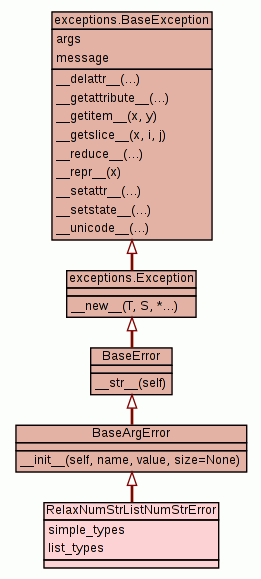 exceptions.BaseException
args
message
__delattr__(...)
__getattribute__(...)
__getitem__(x, y)
__getslice__(x, i, j)
__reduce__(...)
__repr__(x)
__setattr__(...)
__setstate__(...)
__unicode__(...)
exceptions.Exception
__new__(T, S, *...)
BaseError
__str__(self)
BaseArgError
__init__(self, name, value, size=None)
RelaxNumStrListNumStrError
simple_types
list_types